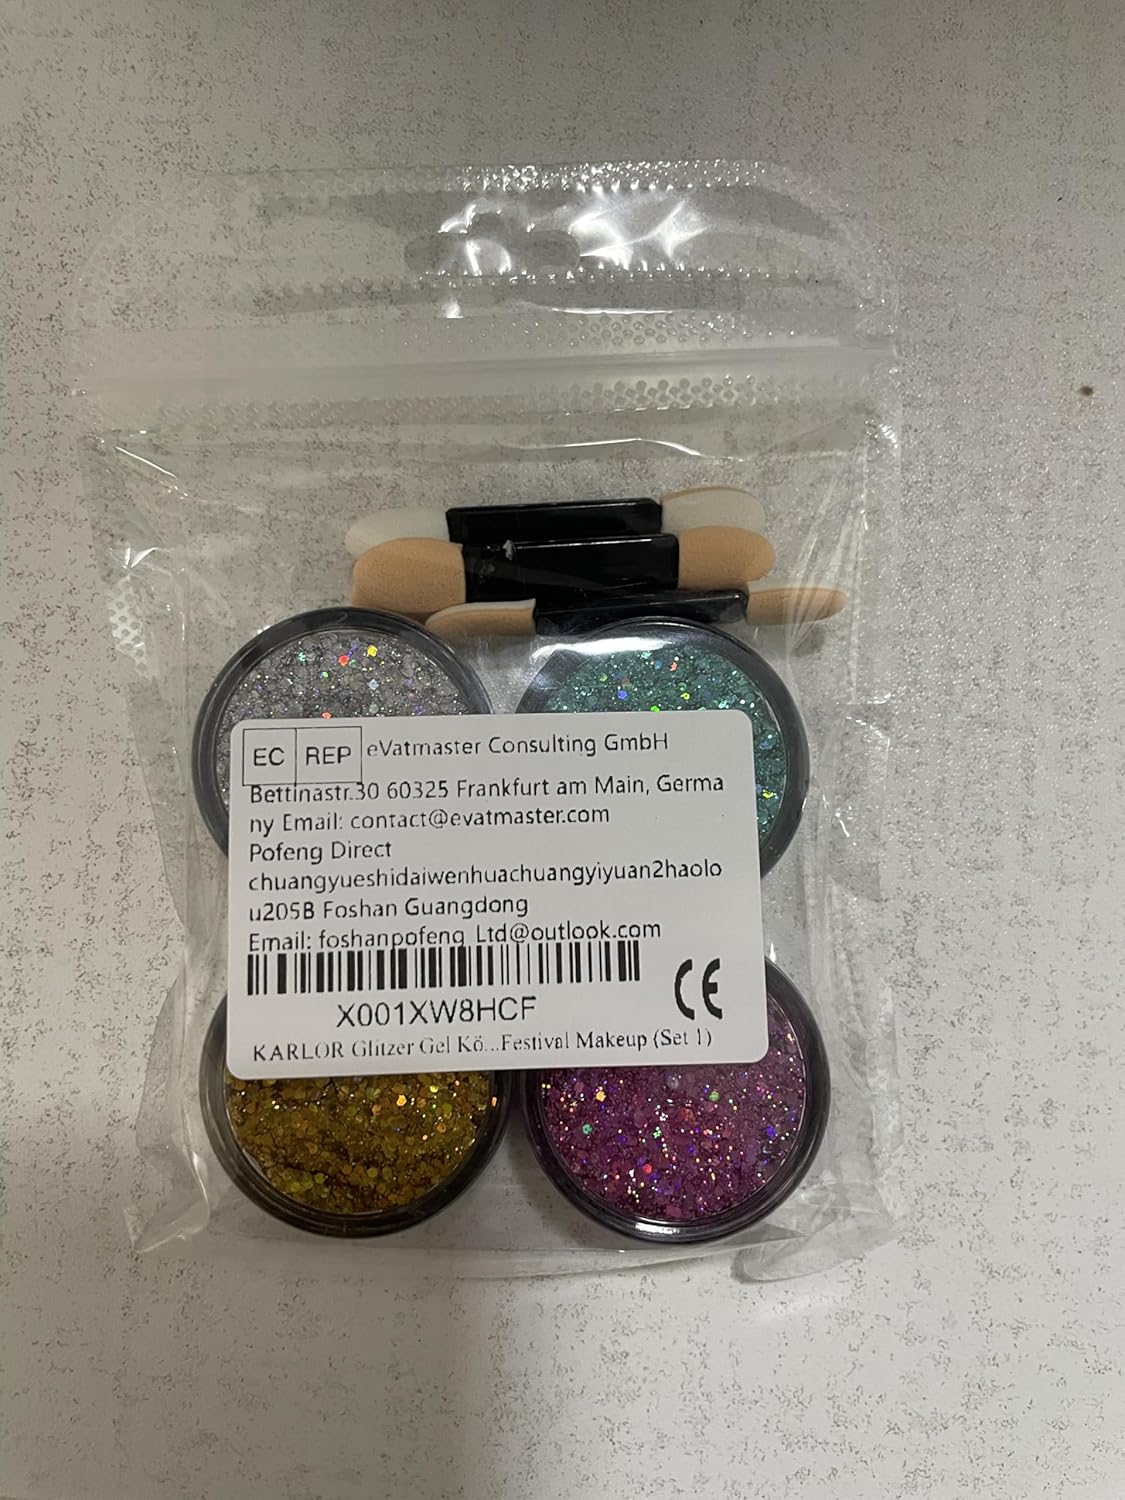 EC REP eVatmaster Consulting GmbH
Bettinastr.30 60325 Frankfurt am Main, Germa
ny Email: contact@evatmaster.com
Pofeng Direct
chuangyueshidaiwenhuachuangyiyuan2haolo
u205B Foshan Guangdong
Email: foshanpofeng_Ltd@outlook.com
CE
X001XW8HCF
KARLOR Glitzer Gel Kö...Festival Makeup (Set 1)